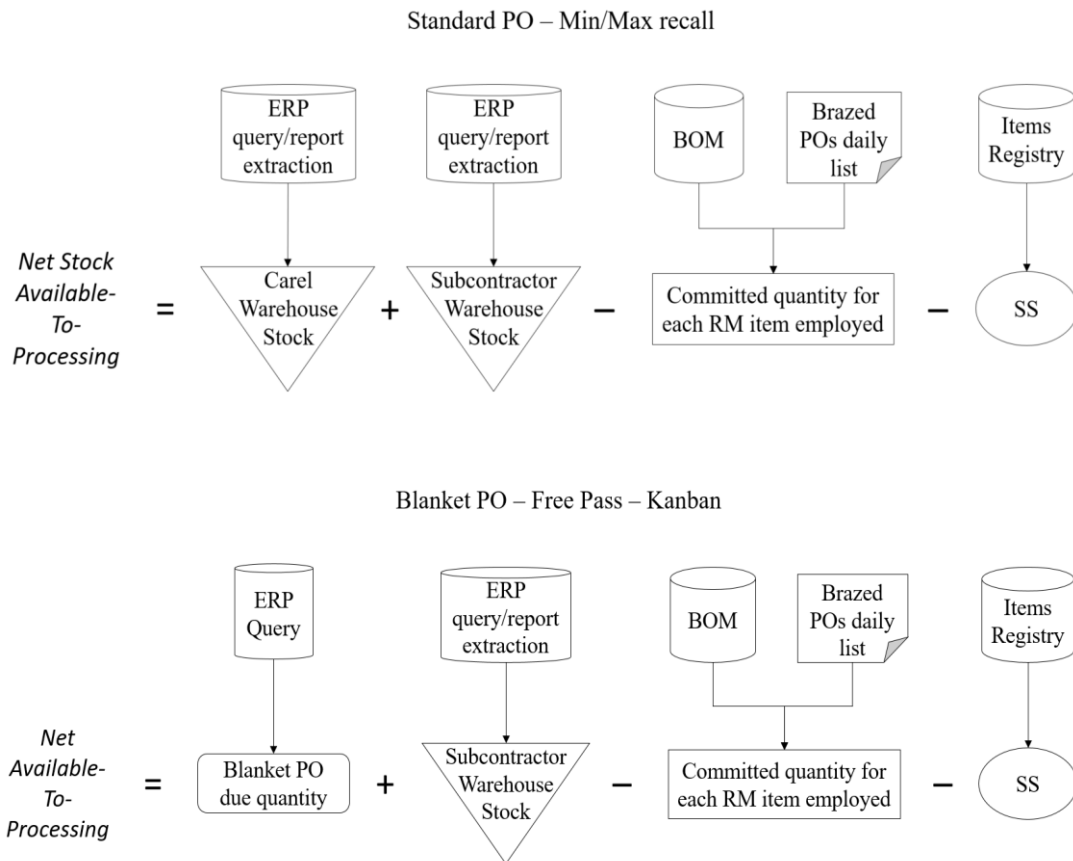 Standard PO – Min/Max recall
ERP
query/report
extraction
ERP
query/report
extraction
BOM
Brazed
POs daily
list
Items
Registry
Net Stock
Available-
To-
Processing
=
Carel
Warehouse
Stock
+
Subcontractor
Warehouse
Stock
–
Committed quantity for
each RM item employed
–
SS
Blanket PO – Free Pass – Kanban
ERP
Query
ERP
query/report
extraction
BOM
Brazed
POs daily
list
Items
Registry
Net
Available-
To-
Processing
=
Blanket PO
due quantity
+
Subcontractor
Warehouse
Stock
–
Committed quantity for
each RM item employed
–
SS